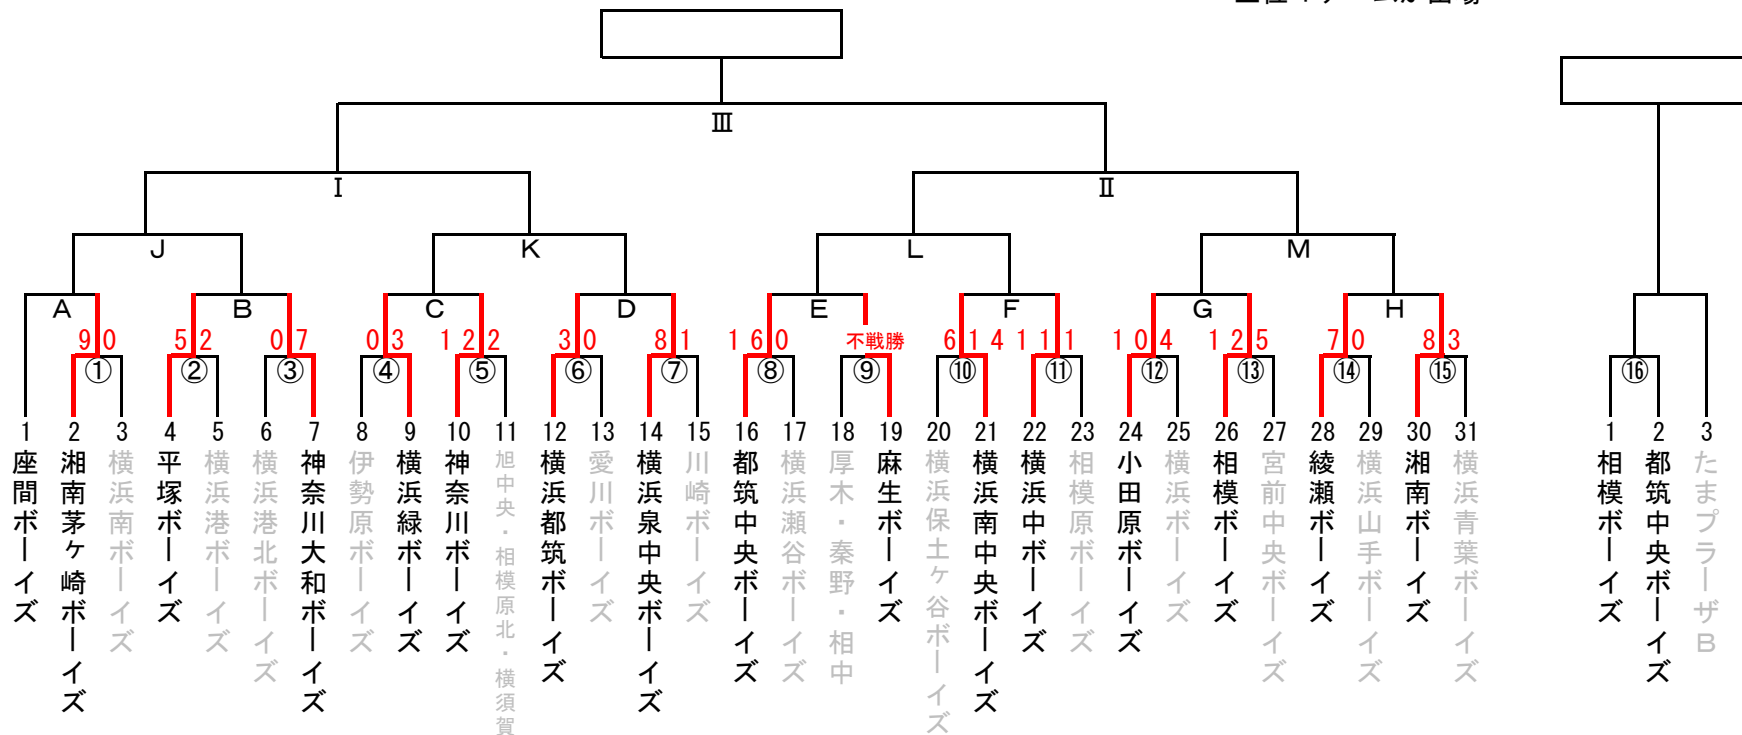 Ⅲ
Ⅰ Ⅱ
J K L M
A B C D E F G H
9 0 5 2 0 7 0 3 1 2 2 3 0 8 1 1 6 0 不戦勝 6 1 4 1 1 1 1 0 4 1 2 5 7 0 8 3
① ② ③ ④ ⑤ ⑥ ⑦ ⑧ ⑨ ⑩ ⑪ ⑫ ⑬ ⑭ ⑮ ⑯
1 座間ボーイズ
2 湘南茅ヶ崎ボーイズ
3 横浜南ボーイズ
4 平塚ボーイズ
5 横浜港ボーイズ
6 横浜港北ボーイズ
7 神奈川大和ボーイズ
8 伊勢原ボーイズ
9 横浜緑ボーイズ
10 神奈川ボーイズ
11 旭中央・相模原北・横須賀
12 横浜都筑ボーイズ
13 愛川ボーイズ
14 横浜泉中央ボーイズ
15 川崎ボーイズ
16 都筑中央ボーイズ
17 横浜瀬谷ボーイズ
18 厚木・秦野・相中
19 麻生ボーイズ
20 横浜保土ヶ谷ボーイズ
21 横浜南中央ボーイズ
22 横浜中ボーイズ
23 相模原ボーイズ
24 小田原ボーイズ
25 横浜ボーイズ
26 相模ボーイズ
27 宮前中央ボーイズ
28 綾瀬ボーイズ
29 横浜山手ボーイズ
30 湘南ボーイズ
31 横浜青葉ボーイズ
1 相模ボーイズ
2 都筑中央ボーイズ
3 たまプラーザB